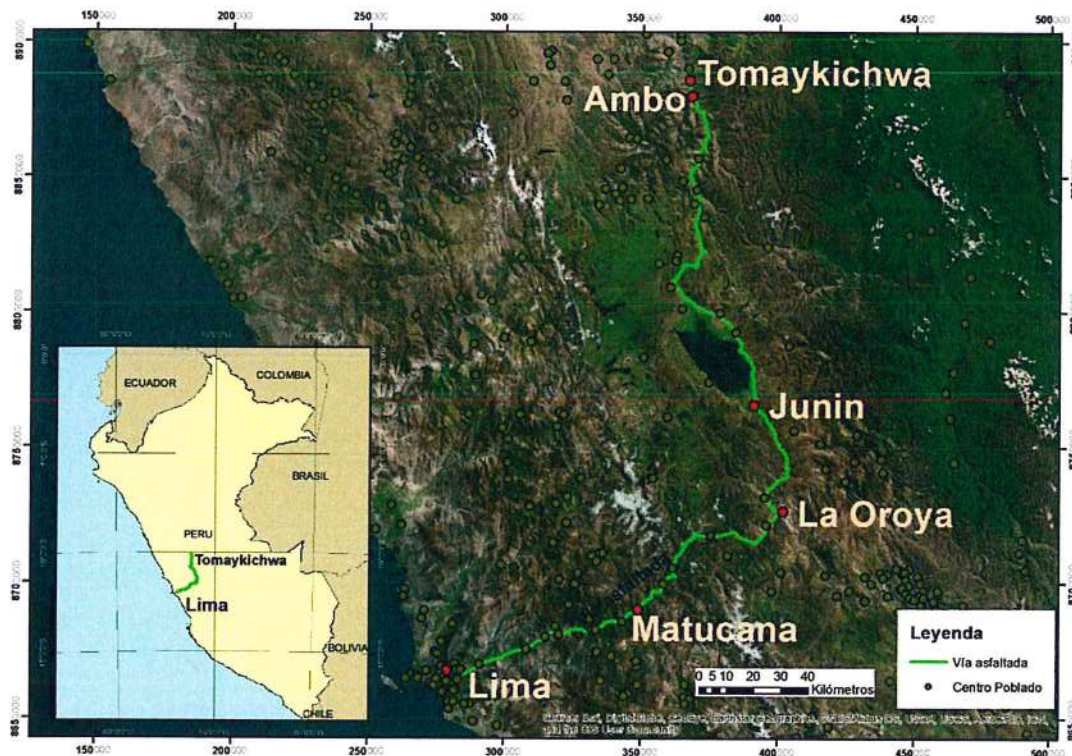 150000 200000 250000 300000 350000 400000 450000 500000
Tomaykichwa
Ambo
Junin
La Oroya
Matucana
Lima
ECUADOR
COLOMBIA
BRASIL
PERU
Tomaykichwa
Lima
BOLIVIA
CHILE
Leyenda
Vía asfaltada
Centro Poblado
0 5 10 20 30 40
Kilómetros
150000 200000 250000 300000 350000 400000 450000 500000